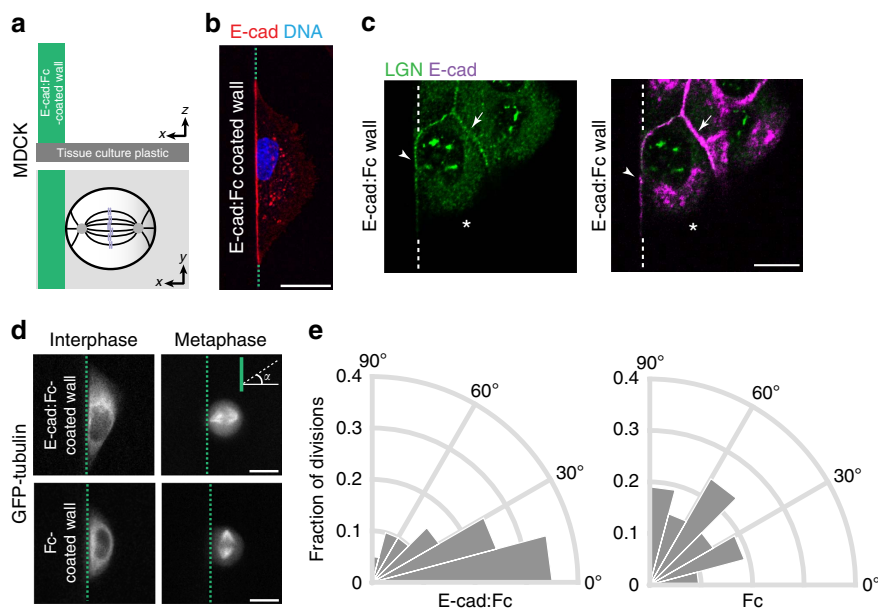 a
MDCK
E-cad:Fc
-coated wall
z
x
Tissue culture plastic
y
x
b
E-cad DNA
E-cad:Fc coated wall
c
LGN E-cad
E-cad:Fc wall
*
E-cad:Fc wall
*
d
Interphase Metaphase
GFP-tubulin
E-cad:Fc-
coated wall
α
Fc-
coated wall
e
Fraction of divisions
90°
0.4
60°
0.3
0.2
30°
0.1
0
0°
E-cad:Fc
90°
0.4
60°
0.3
0.2
30°
0.1
0
0°
Fc